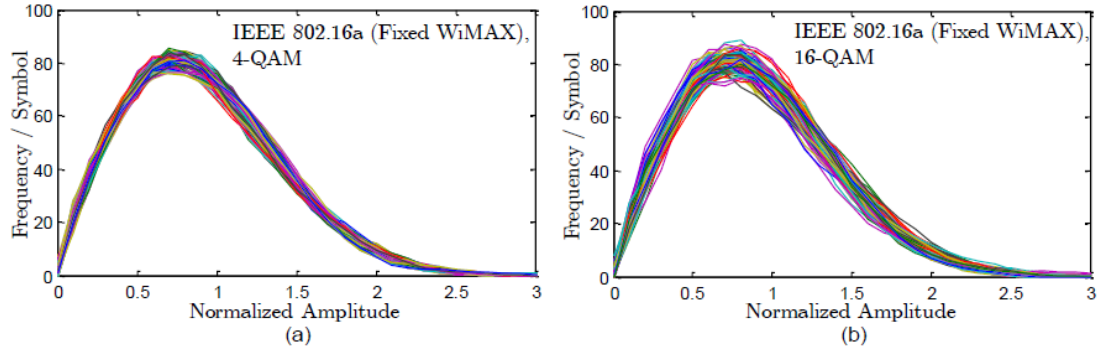 IEEE 802.16a (Fixed WiMAX),
4-QAM
Frequency / Symbol
100
80
60
40
20
0
0 0.5 1 1.5 2 2.5 3
Normalized Amplitude
(a)
IEEE 802.16a (Fixed WiMAX),
16-QAM
Frequency / Symbol
100
80
60
40
20
0
0 0.5 1 1.5 2 2.5 3
Normalized Amplitude
(b)